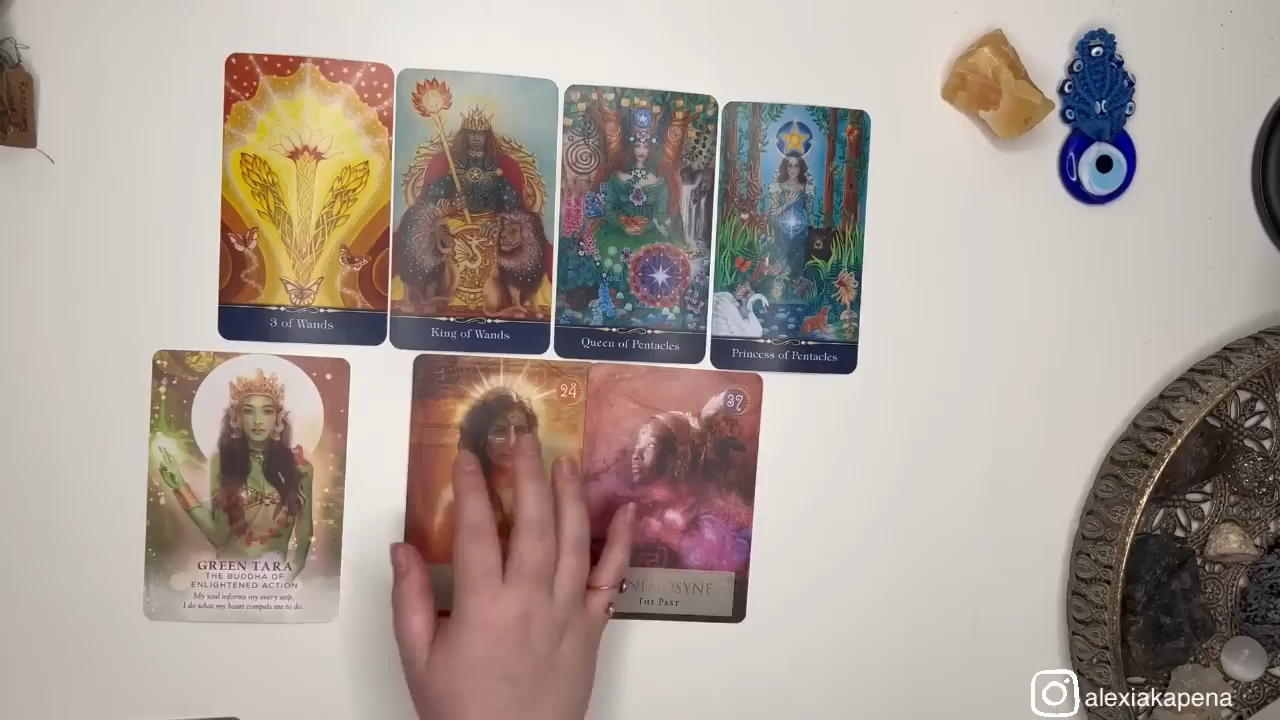 3 of Wands
King of Wands
Queen of Pentacles
Princess of Pentacles
24
37
GREEN TARA
THE BUDDHA OF
ENLIGHTENED ACTION
My soul informs my every step.
I do what my heart compels me to do.
THE PAST
alexiakapena